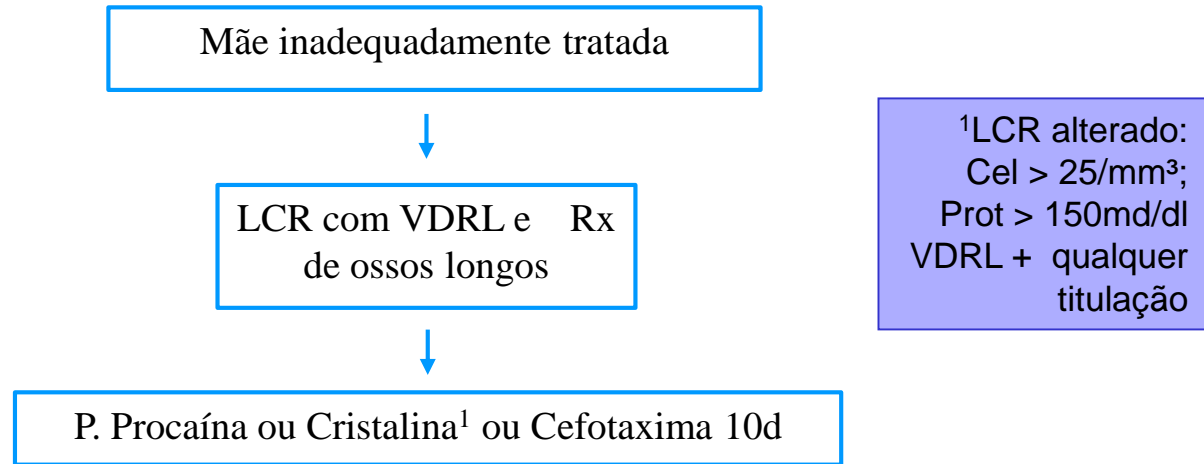 Mãe inadequadamente tratada
LCR com VDRL e Rx
de ossos longos
P. Procaína ou Cristalina¹ ou Cefotaxima 10d
¹LCR alterado:
Cel > 25/mm³;
Prot > 150md/dl
VDRL + qualquer
titulação